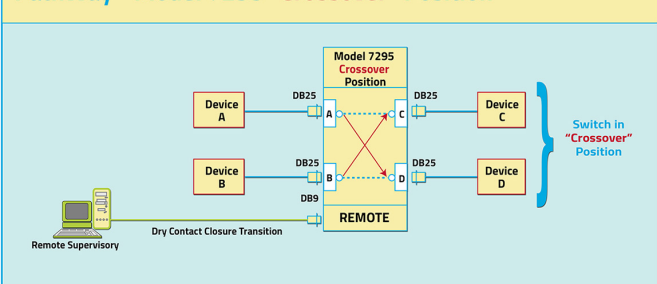 Model 7295
Crossover
Position
DB25
DB25
Device
A
A
C
Device
C
Switch in
"Crossover"
Position
DB25
DB25
Device
B
B
D
Device
D
DB9
REMOTE
Dry Contact Closure Transition
Remote Supervisory